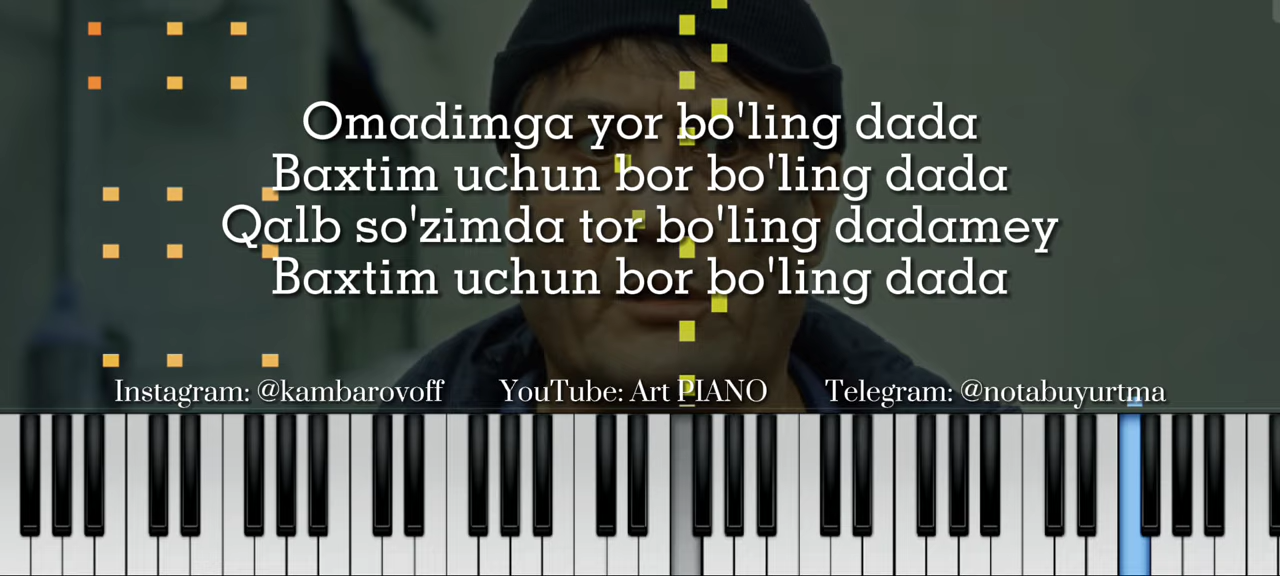 Omadimga yor bo'ling dada
Baxtim uchun bor bo'ling dada
Qalb so'zimda tor bo'ling dadamey
Baxtim uchun bor bo'ling dada
Instagram: @kambarovoff YouTube: Art PIANO Telegram: @notabuyurtma